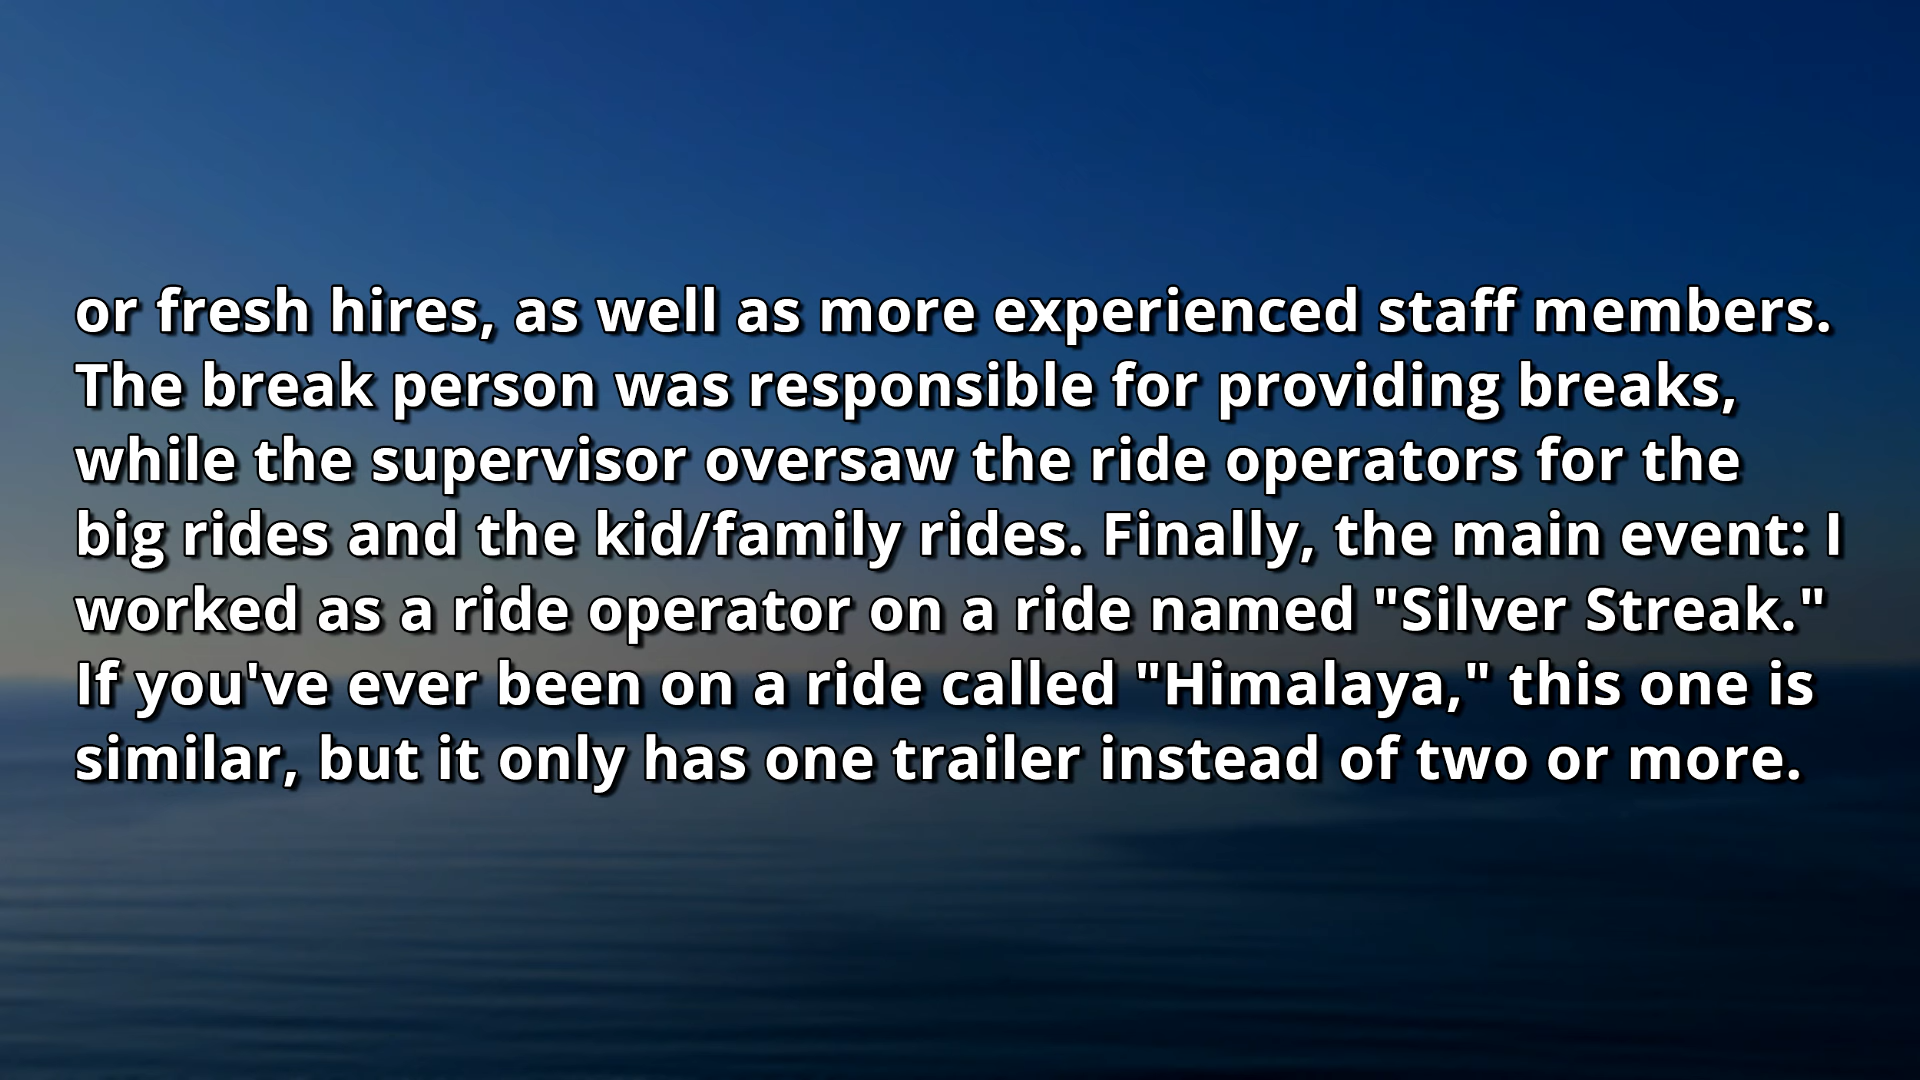 or fresh hires, as well as more experienced staff members.
The break person was responsible for providing breaks,
while the supervisor oversaw the ride operators for the
big rides and the kid/family rides. Finally, the main event: I
worked as a ride operator on a ride named "Silver Streak."
If you've ever been on a ride called "Himalaya," this one is
similar, but it only has one trailer instead of two or more.